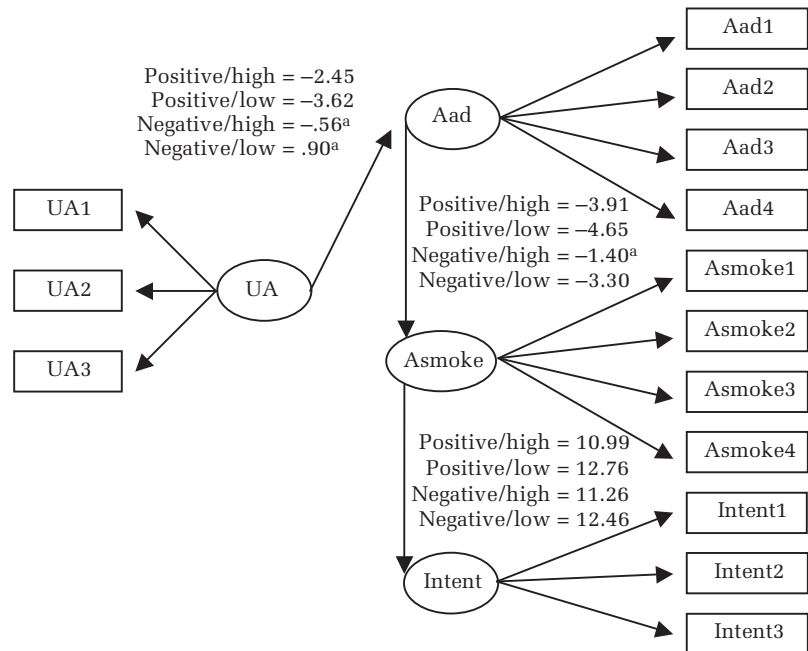 Aad1
Positive/high = –2.45
Positive/low = –3.62
Negative/high = –.56ᵃ
Negative/low = .90ᵃ
Aad2
Aad
Aad3
Positive/high = –3.91
Positive/low = –4.65
Negative/high = –1.40ᵃ
Negative/low = –3.30
Aad4
UA1
UA2
UA
UA3
Asmoke1
Asmoke2
Asmoke
Asmoke3
Asmoke4
Positive/high = 10.99
Positive/low = 12.76
Negative/high = 11.26
Negative/low = 12.46
Intent1
Intent2
Intent
Intent3